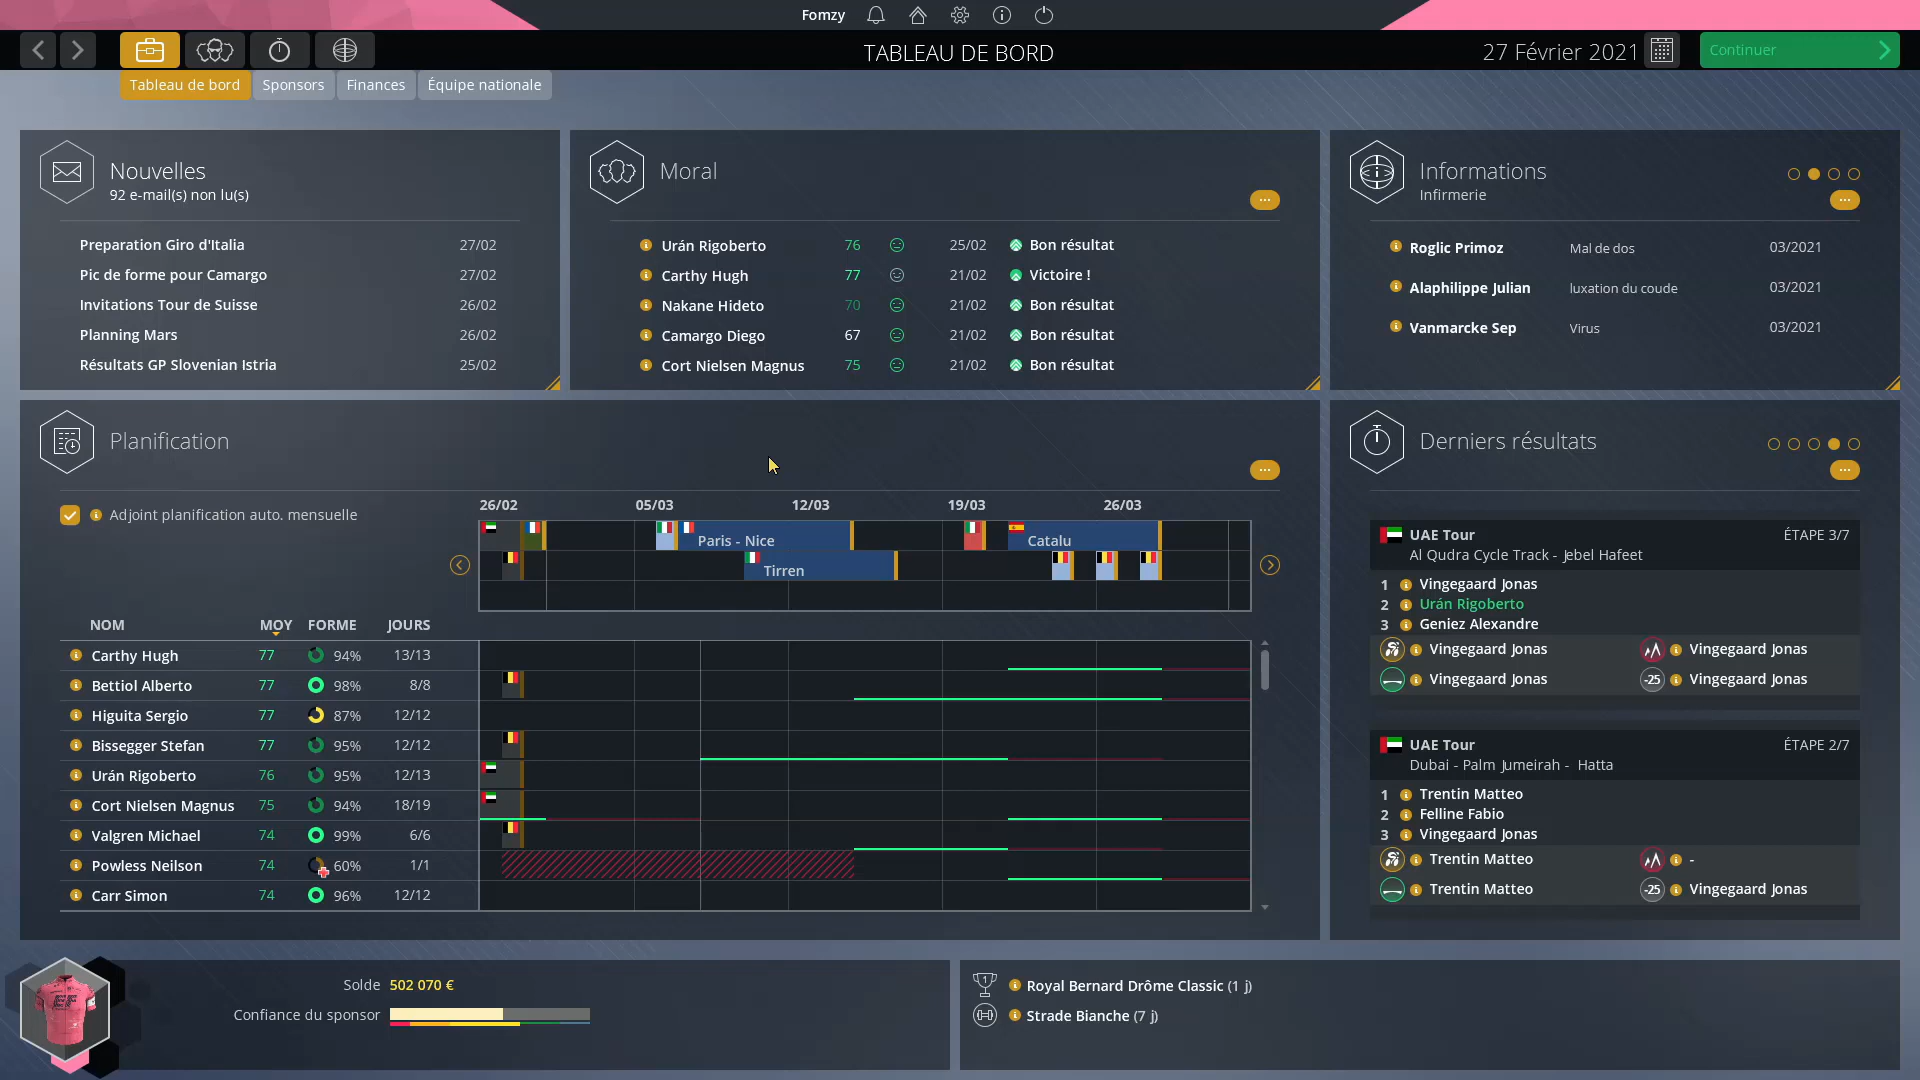 Fomzy
TABLEAU DE BORD
27 Février 2021
Continuer
Tableau de bord
Sponsors
Finances
Équipe nationale
Nouvelles
92 e-mail(s) non lu(s)
Preparation Giro d'Italia 27/02
Pic de forme pour Camargo 27/02
Invitations Tour de Suisse 26/02
Planning Mars 26/02
Résultats GP Slovenian Istria 25/02
Moral
...
Urán Rigoberto 76 25/02 Bon résultat
Carthy Hugh 77 21/02 Victoire !
Nakane Hideto 70 21/02 Bon résultat
Camargo Diego 67 21/02 Bon résultat
Cort Nielsen Magnus 75 21/02 Bon résultat
Informations
Infirmerie
...
Roglic Primoz Mal de dos 03/2021
Alaphilippe Julian luxation du coude 03/2021
Vanmarcke Sep Virus 03/2021
Planification
...
Adjoint planification auto. mensuelle
26/02 05/03 12/03 19/03 26/03
Paris - Nice Catalu
Tirren
NOM MOY FORME JOURS
Carthy Hugh 77 94% 13/13
Bettiol Alberto 77 98% 8/8
Higuita Sergio 77 87% 12/12
Bissegger Stefan 77 95% 12/12
Urán Rigoberto 76 95% 12/13
Cort Nielsen Magnus 75 94% 18/19
Valgren Michael 74 99% 6/6
Powless Neilson 74 60% 1/1
Carr Simon 74 96% 12/12
Derniers résultats
...
UAE Tour ÉTAPE 3/7
Al Qudra Cycle Track - Jebel Hafeet
1 Vingegaard Jonas
2 Urán Rigoberto
3 Geniez Alexandre
Vingegaard Jonas Vingegaard Jonas
Vingegaard Jonas -25 Vingegaard Jonas
UAE Tour ÉTAPE 2/7
Dubai - Palm Jumeirah - Hatta
1 Trentin Matteo
2 Felline Fabio
3 Vingegaard Jonas
Trentin Matteo -
Trentin Matteo -25 Vingegaard Jonas
Solde 502 070 €
Confiance du sponsor
1 Royal Bernard Drôme Classic (1 j)
Strade Bianche (7 j)